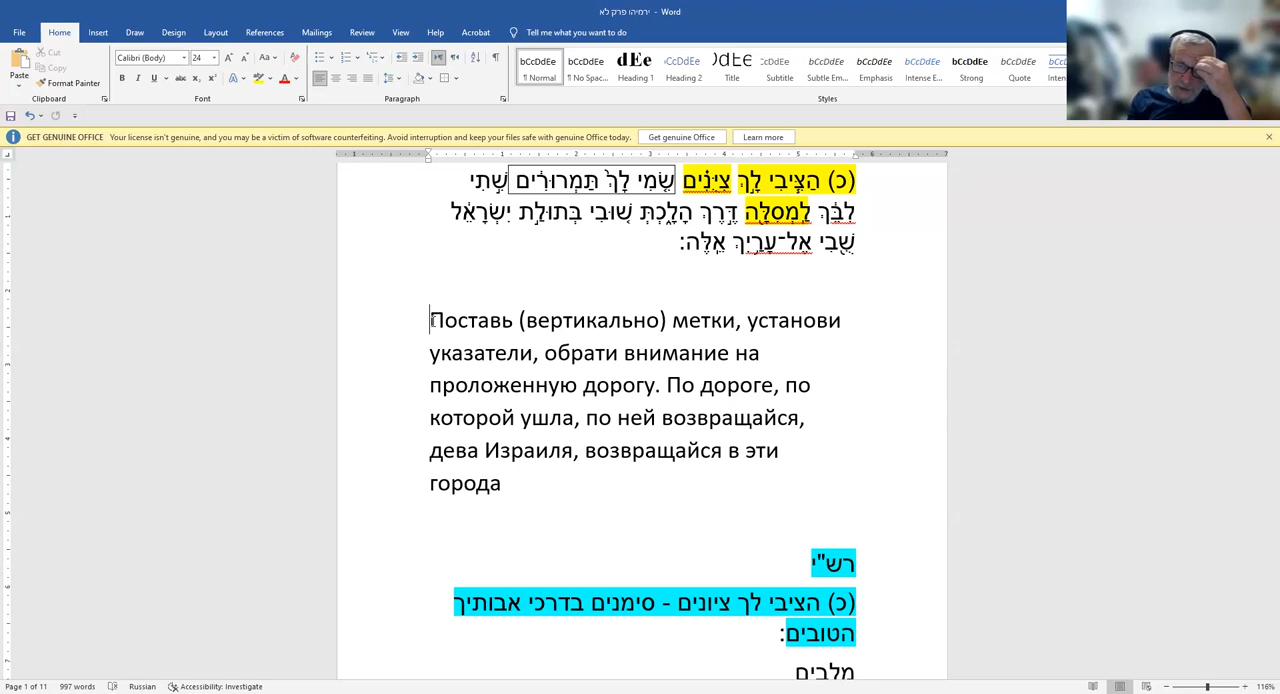 ירמיהו פרק לא - Word
File Home Insert Draw Design Layout References Mailings Review View Help Acrobat Tell me what you want to do
Paste Cut Copy Format Painter
Calibri (Body) 24
¶ Normal ¶ No Spac... Heading 1 Heading 2 Title Subtitle Subtle Em... Emphasis Intense E... Strong Quote
Clipboard Font Paragraph Styles
GET GENUINE OFFICE Your license isn't genuine, and you may be a victim of software counterfeiting. Avoid interruption and keep your files safe with genuine Office today. Get genuine Office Learn more
(כ) הַצִּ֧יבִי לָ֣ךְ צִיֻּנִ֗ים שִׂ֤מִי לָךְ֙ תַּמְרוּרִ֔ים שִׁ֣תִי
לִבֵּ֔ךְ לַֽמְסִלָּ֖ה דֶּ֣רֶךְ הָלָ֑כְתְּ שׁ֚וּבִי בְּתוּלַ֣ת יִשְׂרָאֵ֔ל
שֻׁ֖בִי אֶל־עָרַ֥יִךְ אֵֽלֶּה:
Поставь (вертикально) метки, установи
указатели, обрати внимание на
проложенную дорогу. По дороге, по
которой ушла, по ней возвращайся,
дева Израиля, возвращайся в эти
города
רש"י
(כ) הציבי לך ציונים - סימנים בדרכי אבותיך
הטובים:
מלבים
Page 1 of 11 997 words Russian Accessibility: Investigate 116%